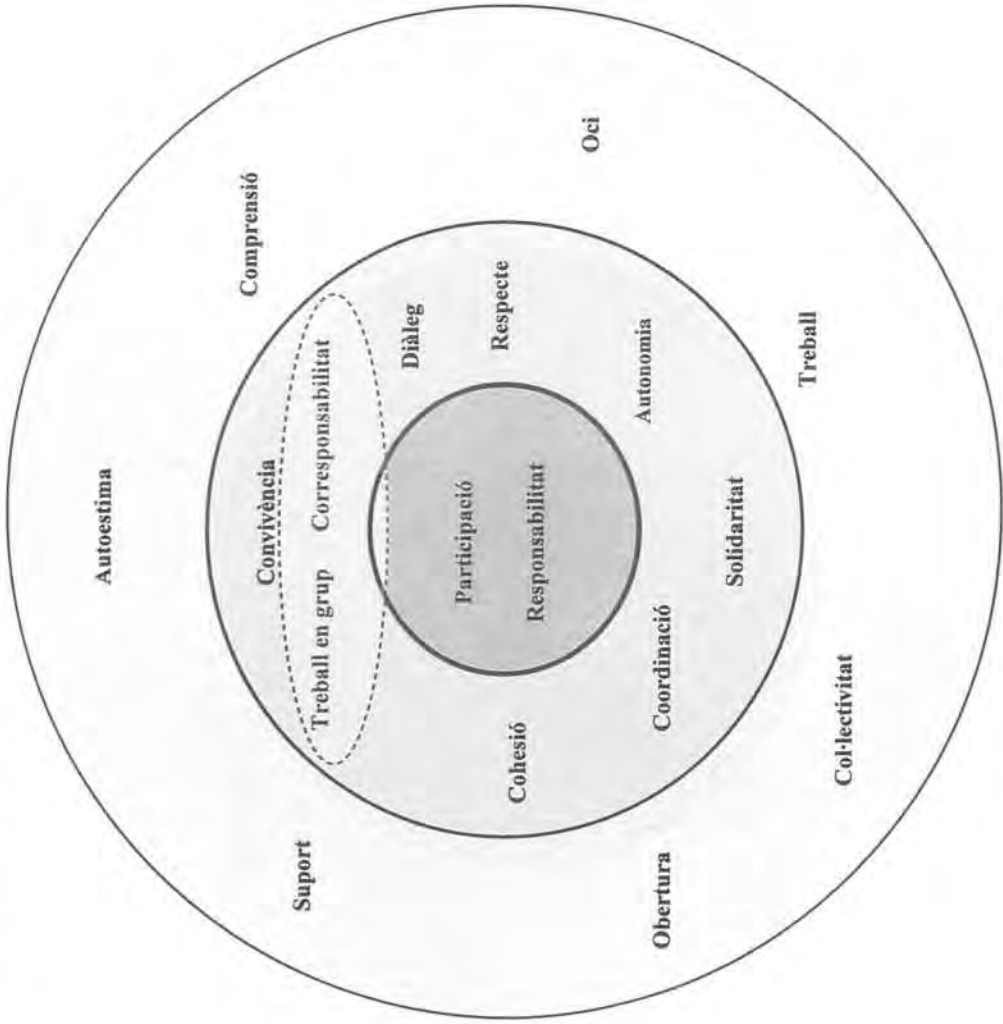 Autoestima
Comprensió
Suport
Convivència
Treball en grup Corresponsabilitat
Diàleg
Oci
Participació
Respecte
Cohesió
Responsabilitat
Autonomia
Coordinació
Obertura
Solidaritat
Treball
Col·lectivitat